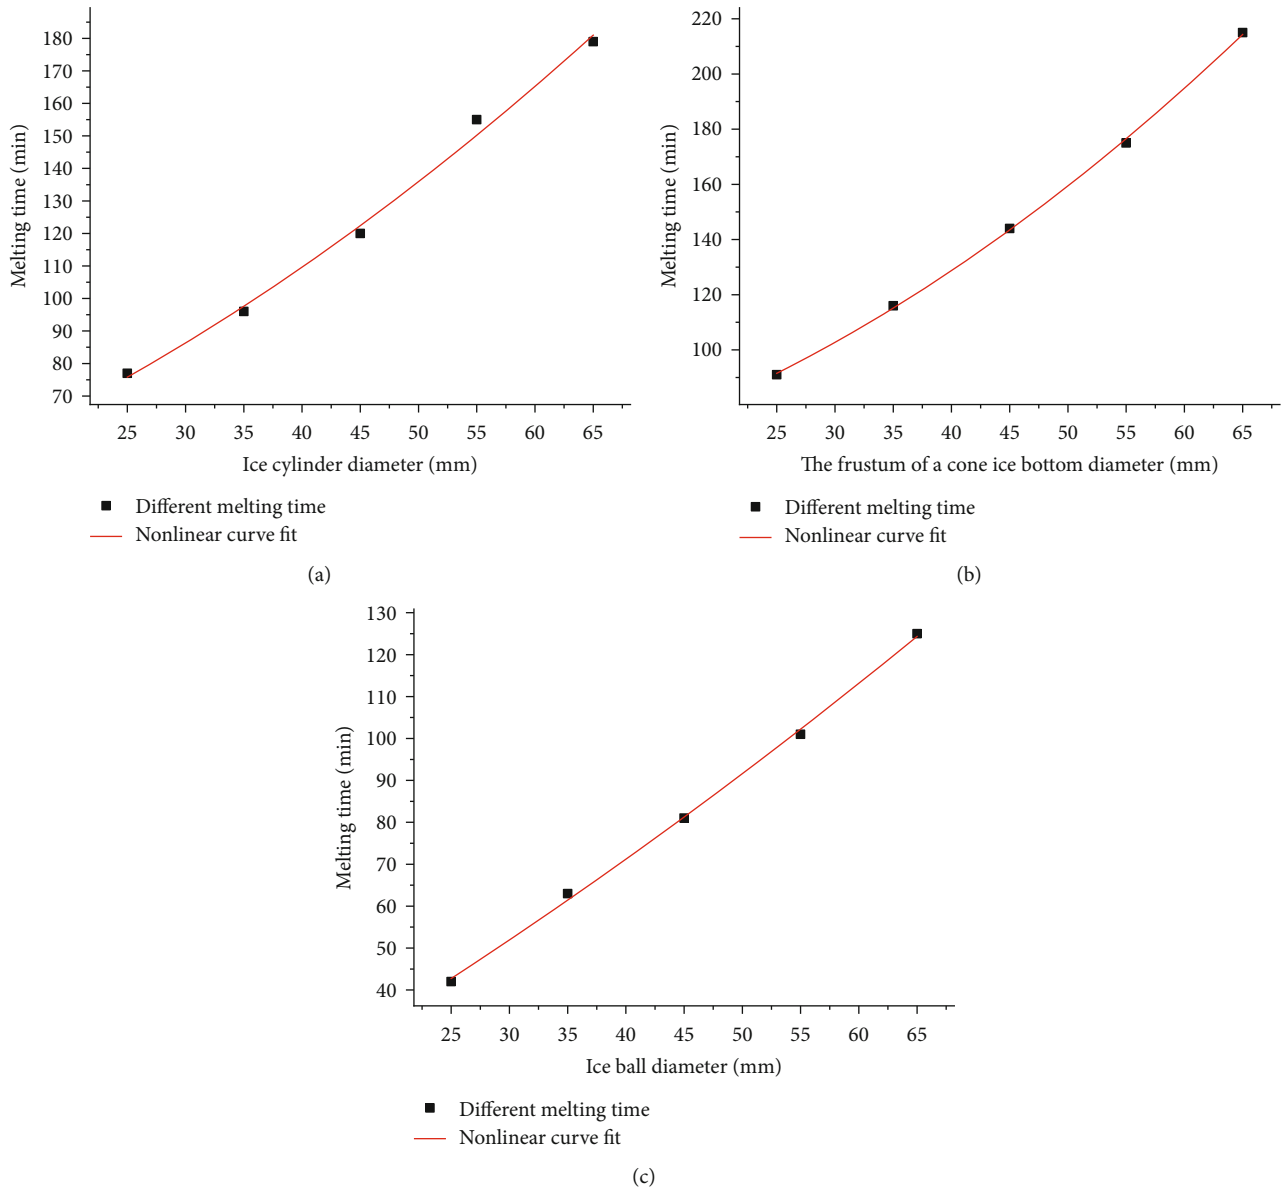 180
170
160
150
140
130
120
110
100
90
80
70
Melting time (min)
25 30 35 40 45 50 55 60 65
Ice cylinder diameter (mm)
Different melting time
Nonlinear curve fit
(a)
220
200
180
160
140
120
100
Melting time (min)
25 30 35 40 45 50 55 60 65
The frustum of a cone ice bottom diameter (mm)
Different melting time
Nonlinear curve fit
(b)
130
120
110
100
90
80
70
60
50
40
Melting time (min)
25 30 35 40 45 50 55 60 65
Ice ball diameter (mm)
Different melting time
Nonlinear curve fit
(c)